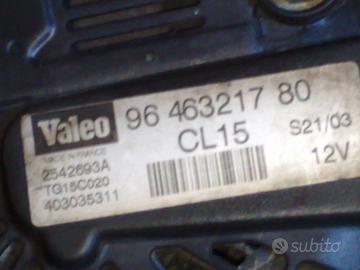 Valeo
MADE IN FRANCE
96 463217 80
CL15
S21/03
12V
2542693A
TG15C020
403035311
subito